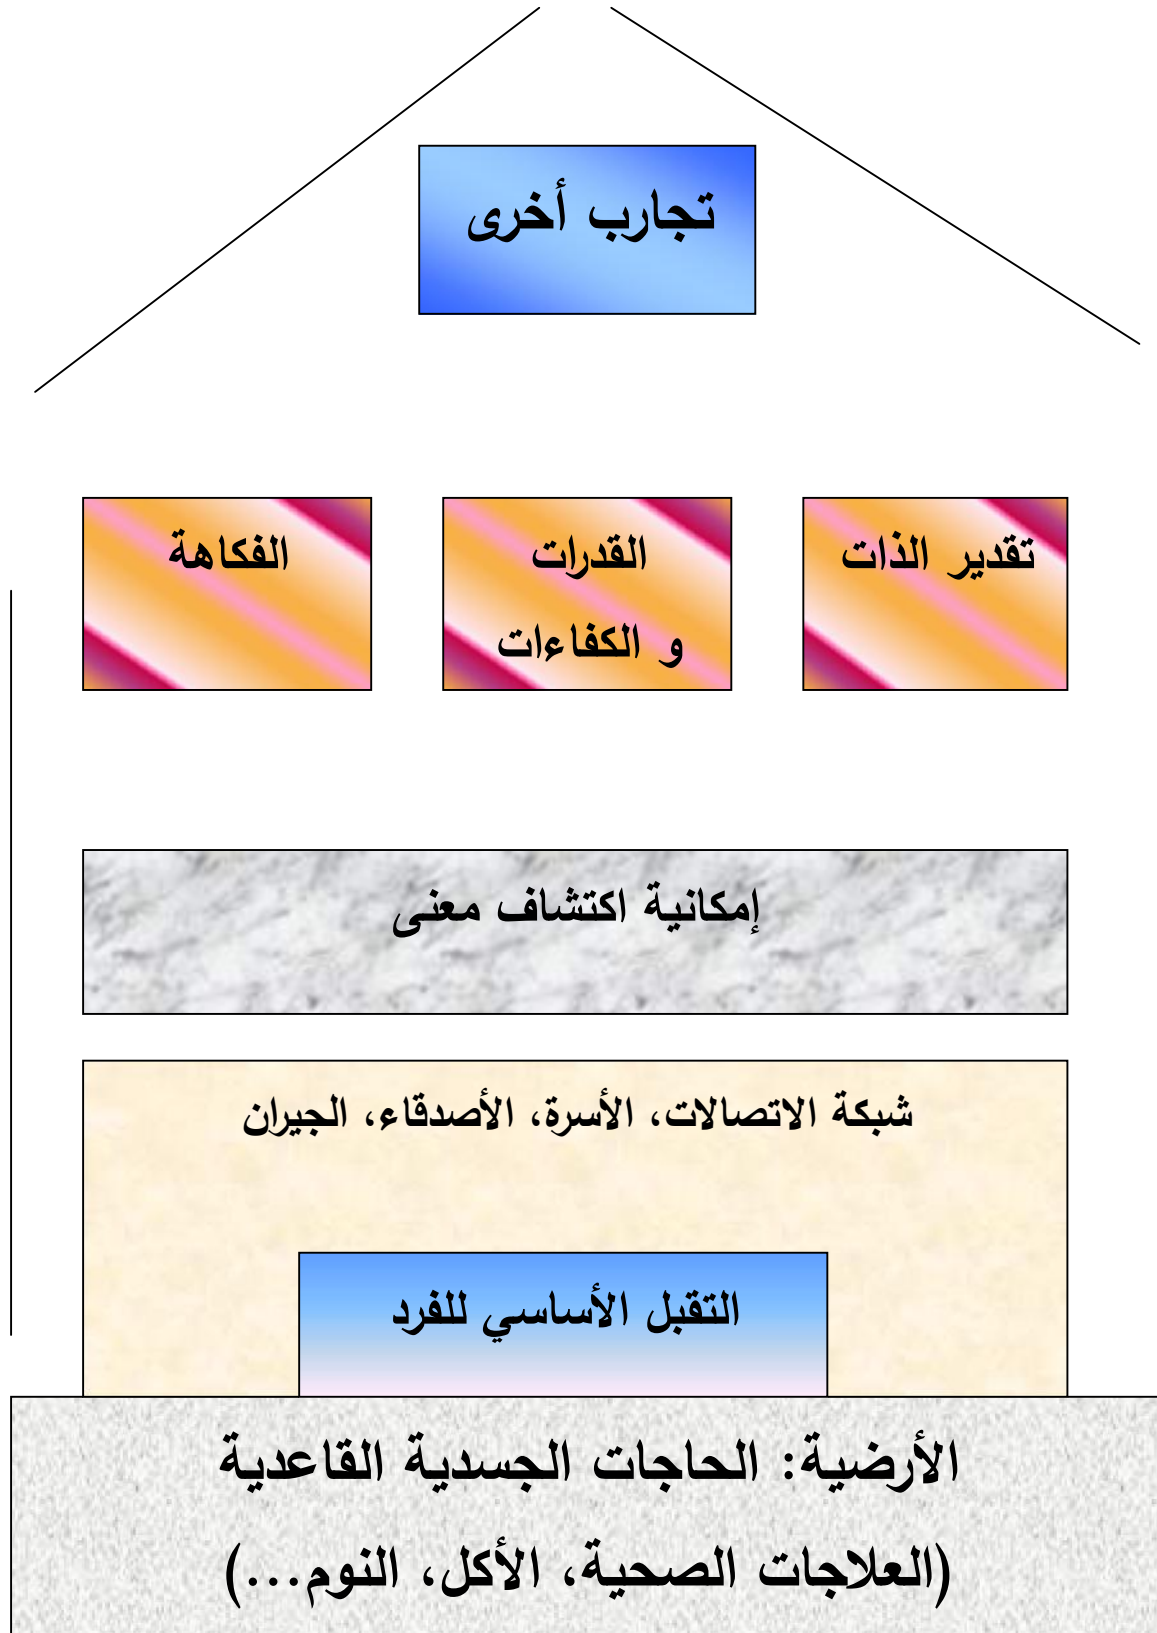 تجارب أخرى
تقدير الذات
القدرات
و الكفاءات
الفكاهة
إمكانية اكتشاف معنى
شبكة الاتصالات، الأسرة، الأصدقاء، الجيران
التقبل الأساسي للفرد
الأرضية: الحاجات الجسدية القاعدية
(العلاجات الصحية، الأكل، النوم...)